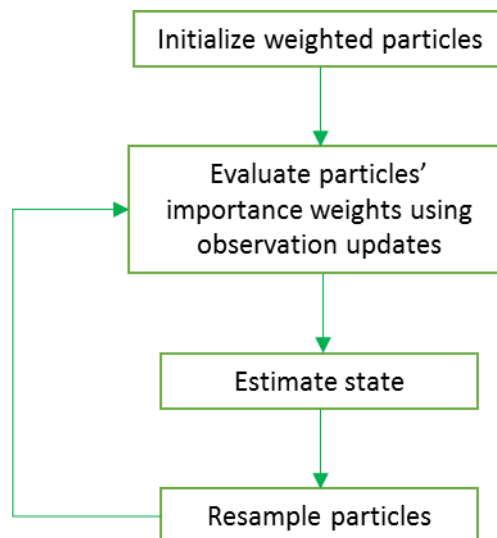 Initialize weighted particles
Evaluate particles’
importance weights using
observation updates
Estimate state
Resample particles